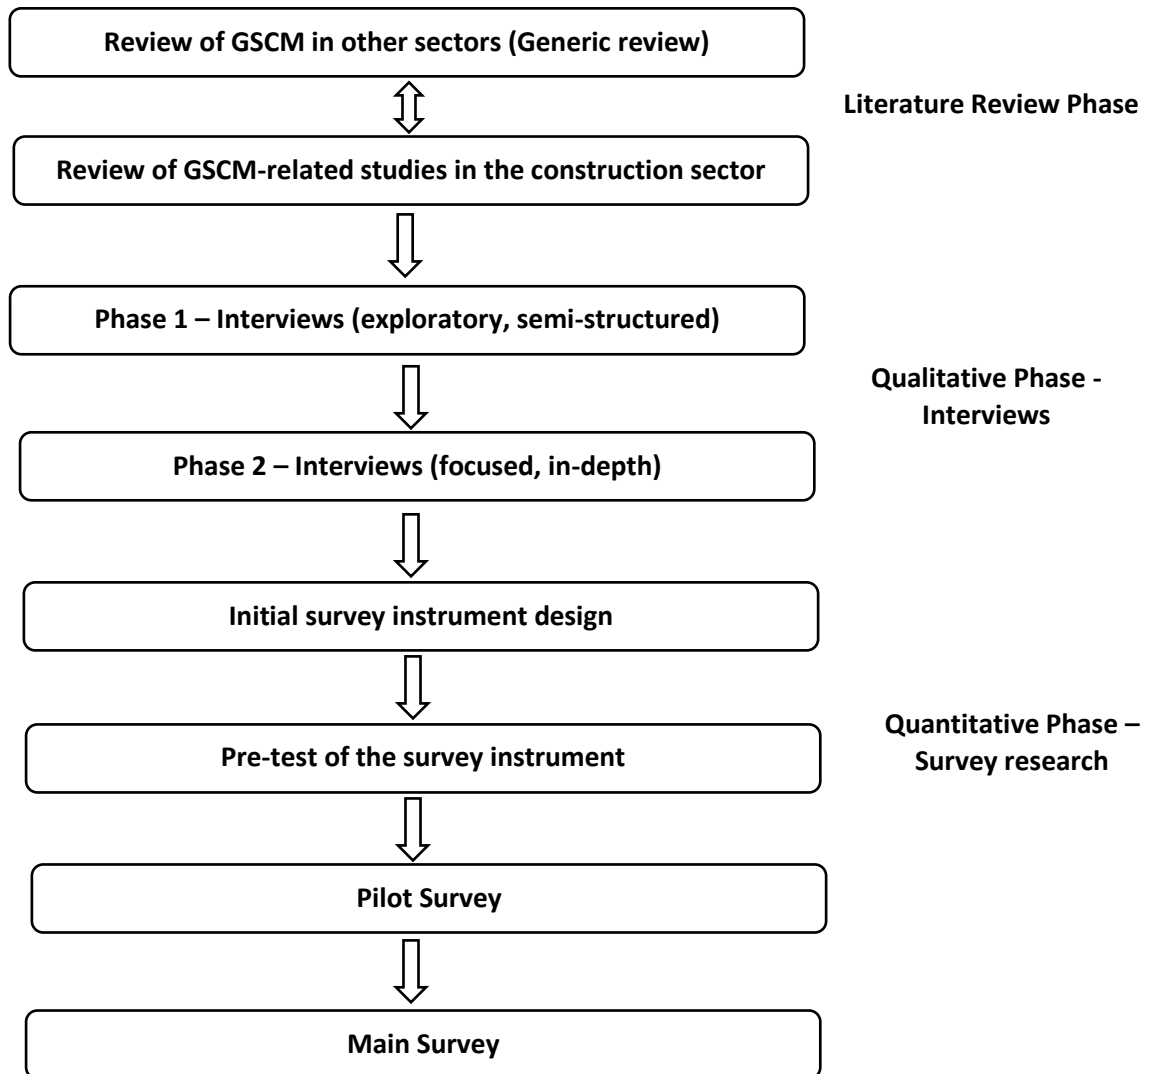 Review of GSCM in other sectors (Generic review)
Literature Review Phase
Review of GSCM-related studies in the construction sector
Phase 1 – Interviews (exploratory, semi-structured)
Qualitative Phase -
Interviews
Phase 2 – Interviews (focused, in-depth)
Initial survey instrument design
Quantitative Phase –
Survey research
Pre-test of the survey instrument
Pilot Survey
Main Survey